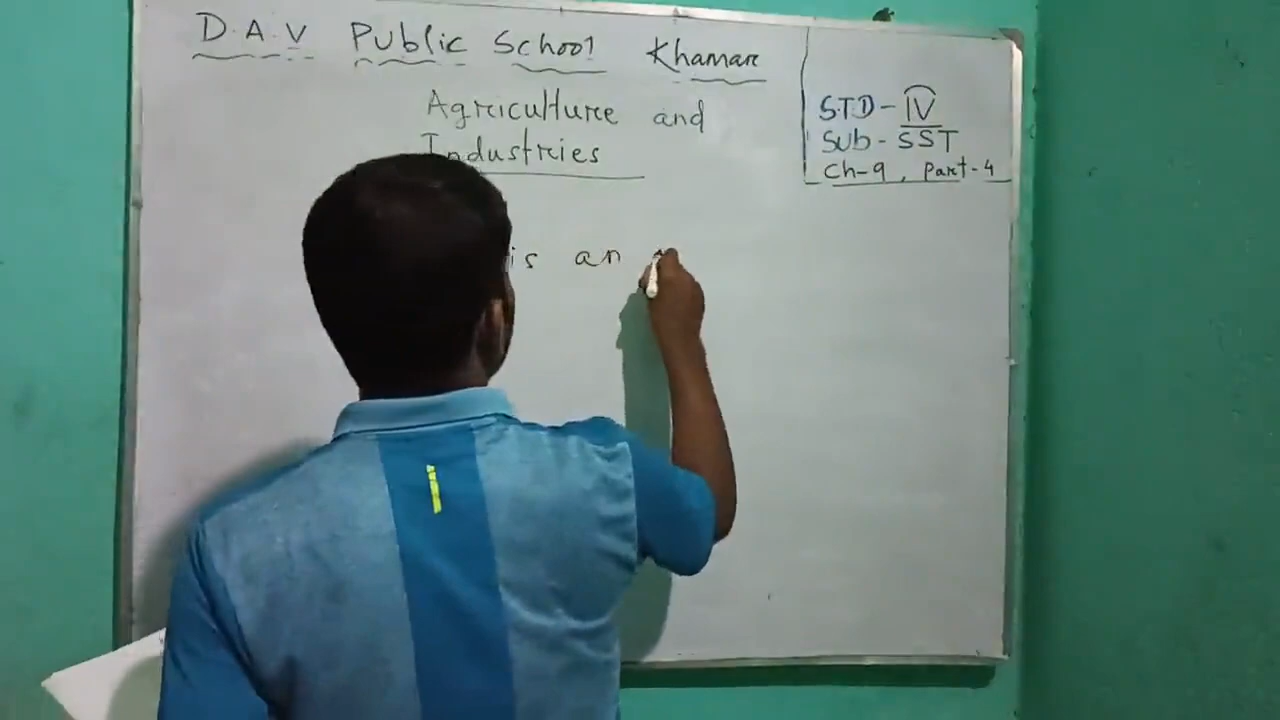 D.A.V Public School Khamar
Agriculture and
Industries
STD - IV
Sub - SST
Ch-9, Part-4
is an